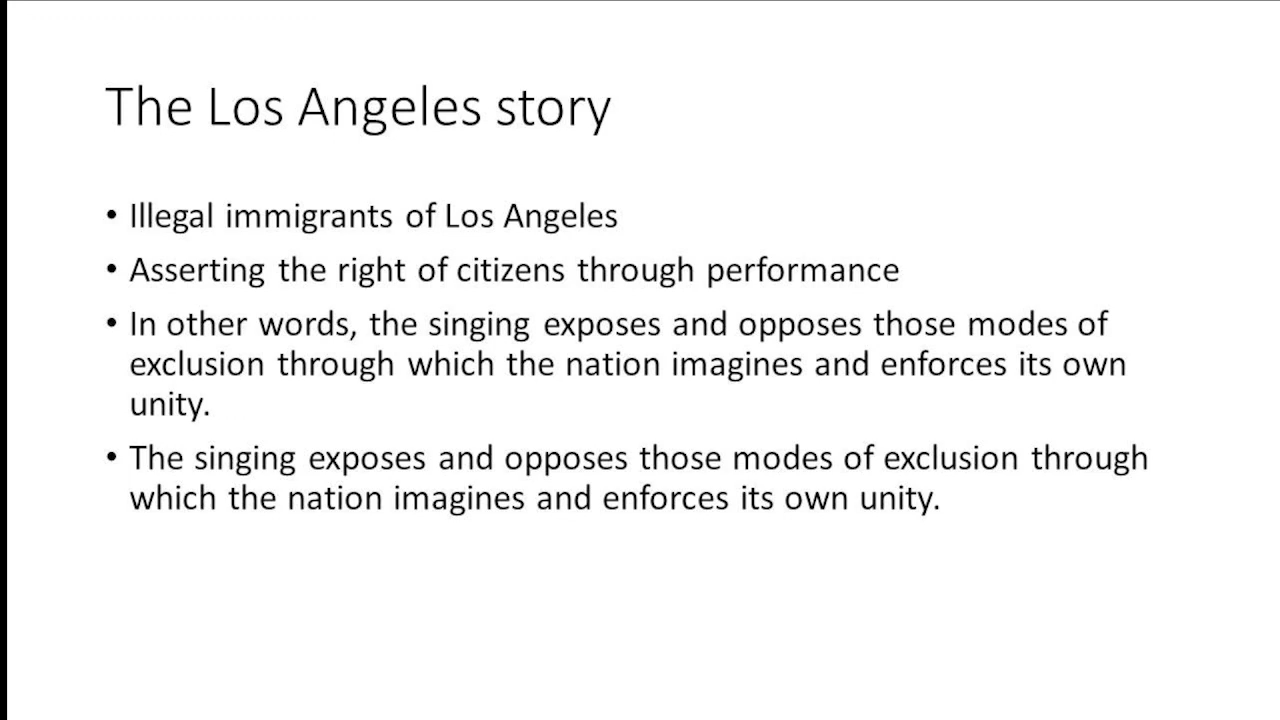 The Los Angeles story
• Illegal immigrants of Los Angeles
• Asserting the right of citizens through performance
• In other words, the singing exposes and opposes those modes of
exclusion through which the nation imagines and enforces its own
unity.
• The singing exposes and opposes those modes of exclusion through
which the nation imagines and enforces its own unity.